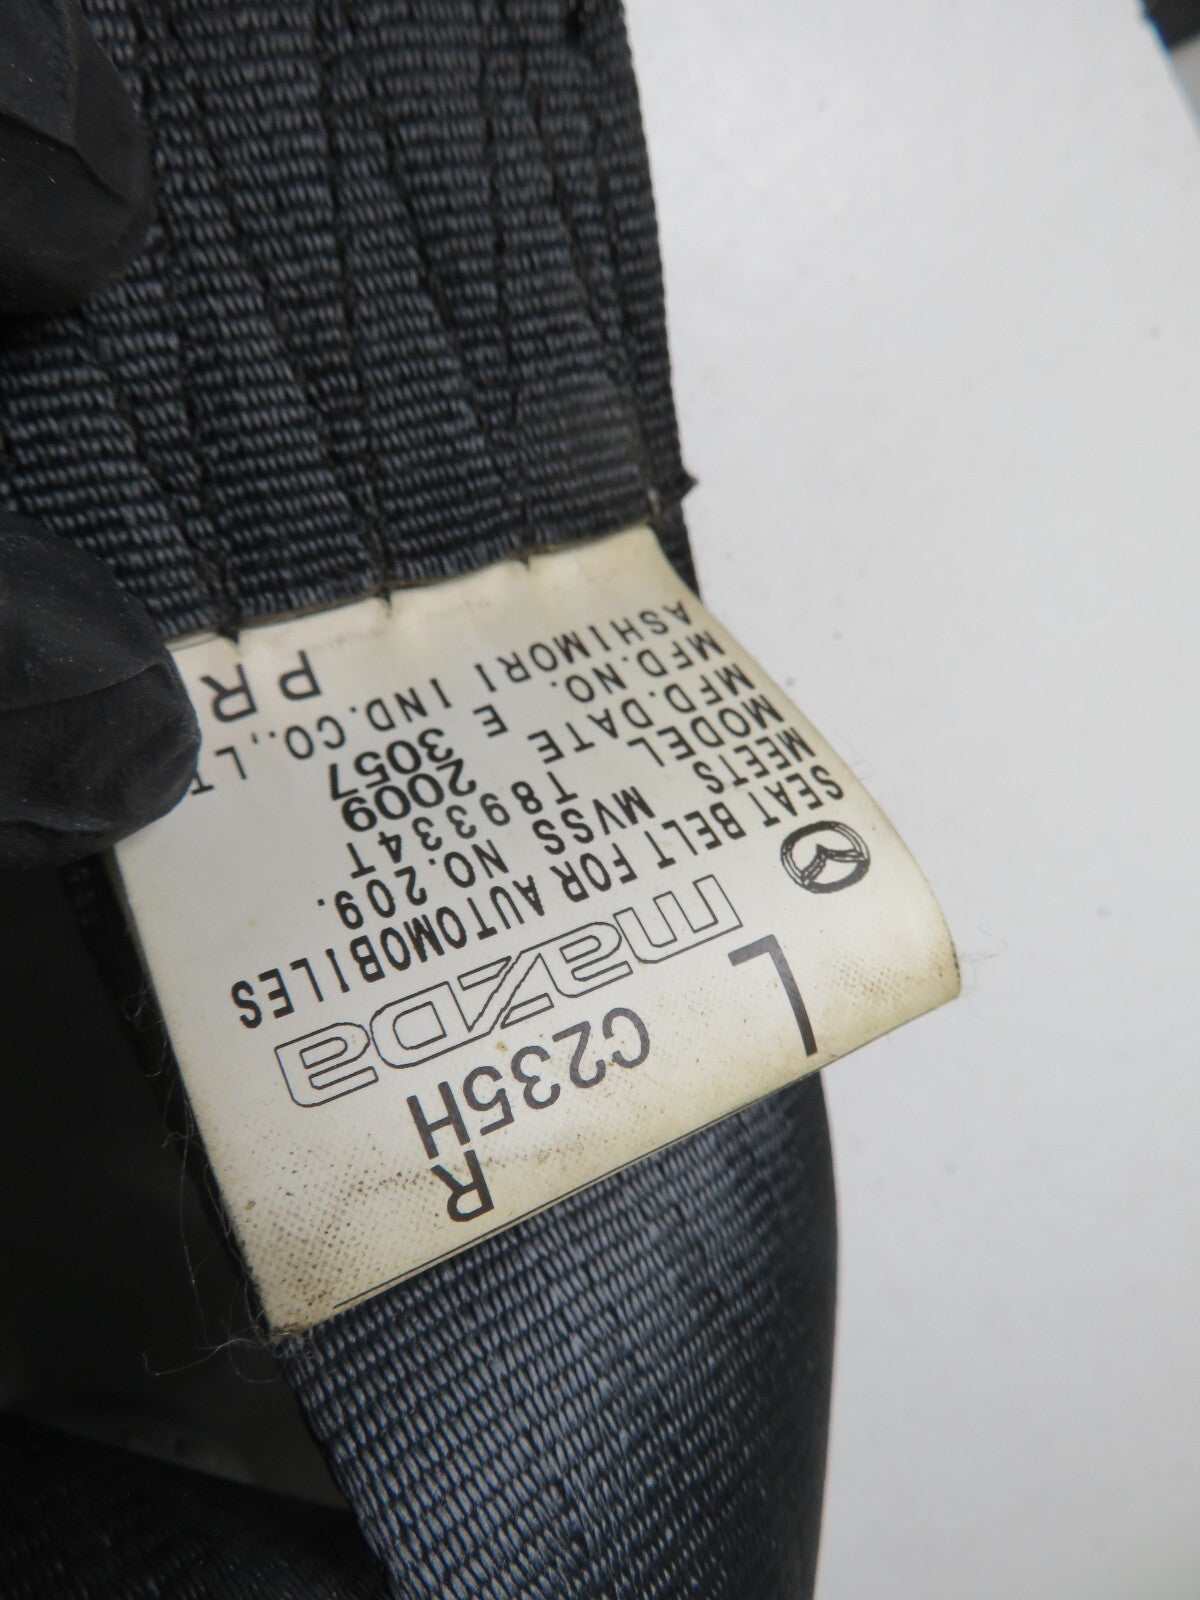 R
C235H
L
mazda
SEAT BELT FOR AUTOMOBILES
MEETS MVSS NO.209.
MODEL T89334T
MFD.DATE E 2009
MFD.NO. 3057
ASHIMORI IND.CO.,LT
PR